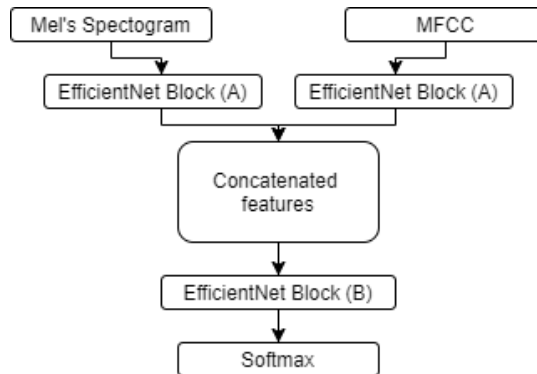 Mel's Spectogram
MFCC
EfficientNet Block (A)
EfficientNet Block (A)
Concatenated
features
EfficientNet Block (B)
Softmax